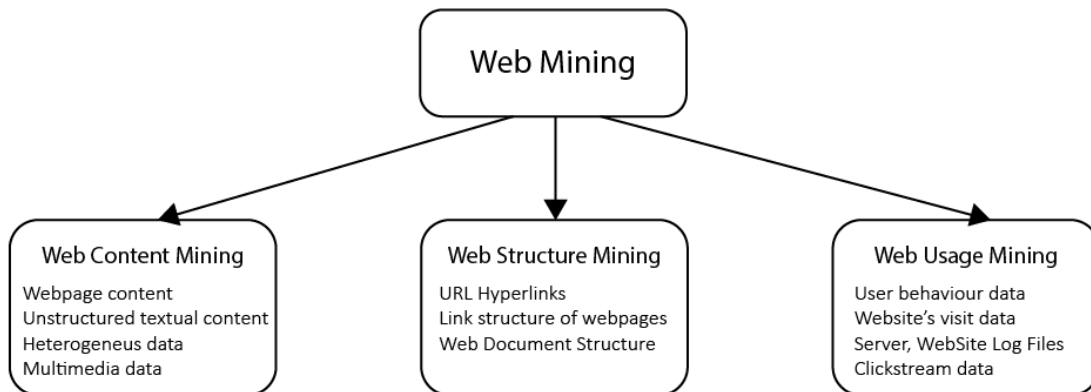 Web Mining
Web Content Mining
Webpage content
Unstructured textual content
Heterogeneus data
Multimedia data
Web Structure Mining
URL Hyperlinks
Link structure of webpages
Web Document Structure
Web Usage Mining
User behaviour data
Website's visit data
Server, WebSite Log Files
Clickstream data